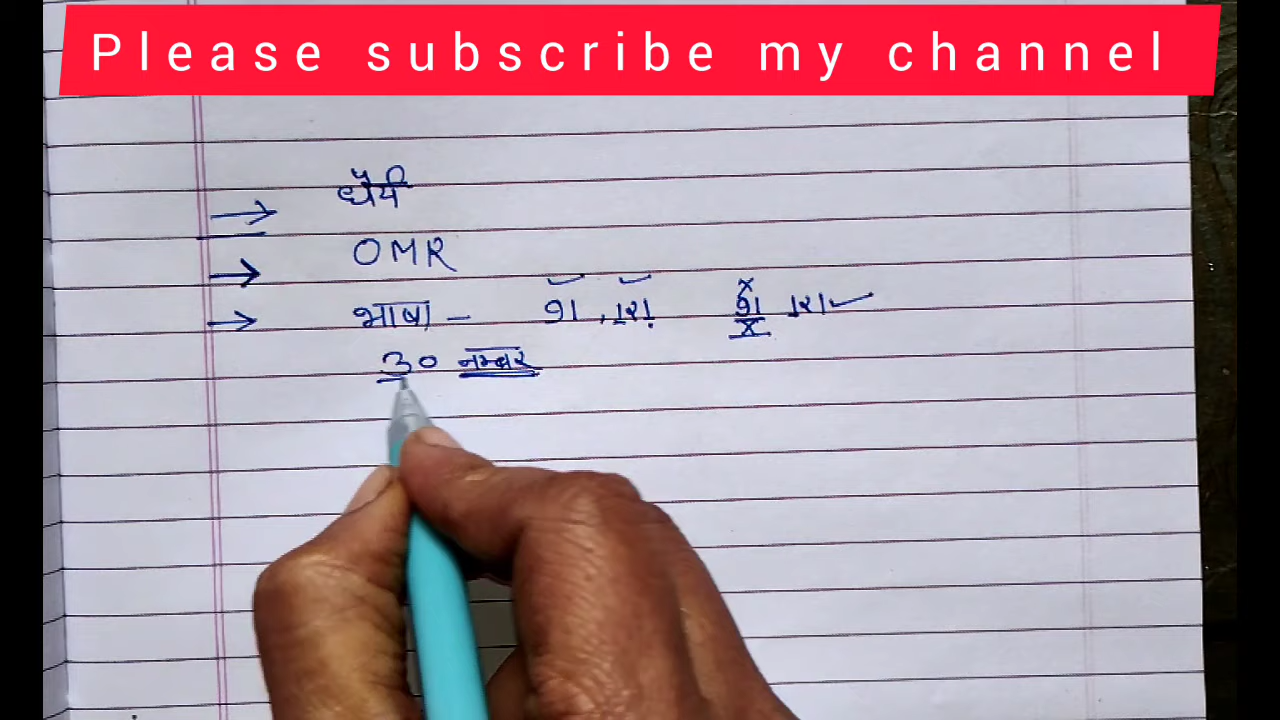 Please subscribe my channel
→ धैर्य
→ OMR
→ भाषा -
30 नम्बर